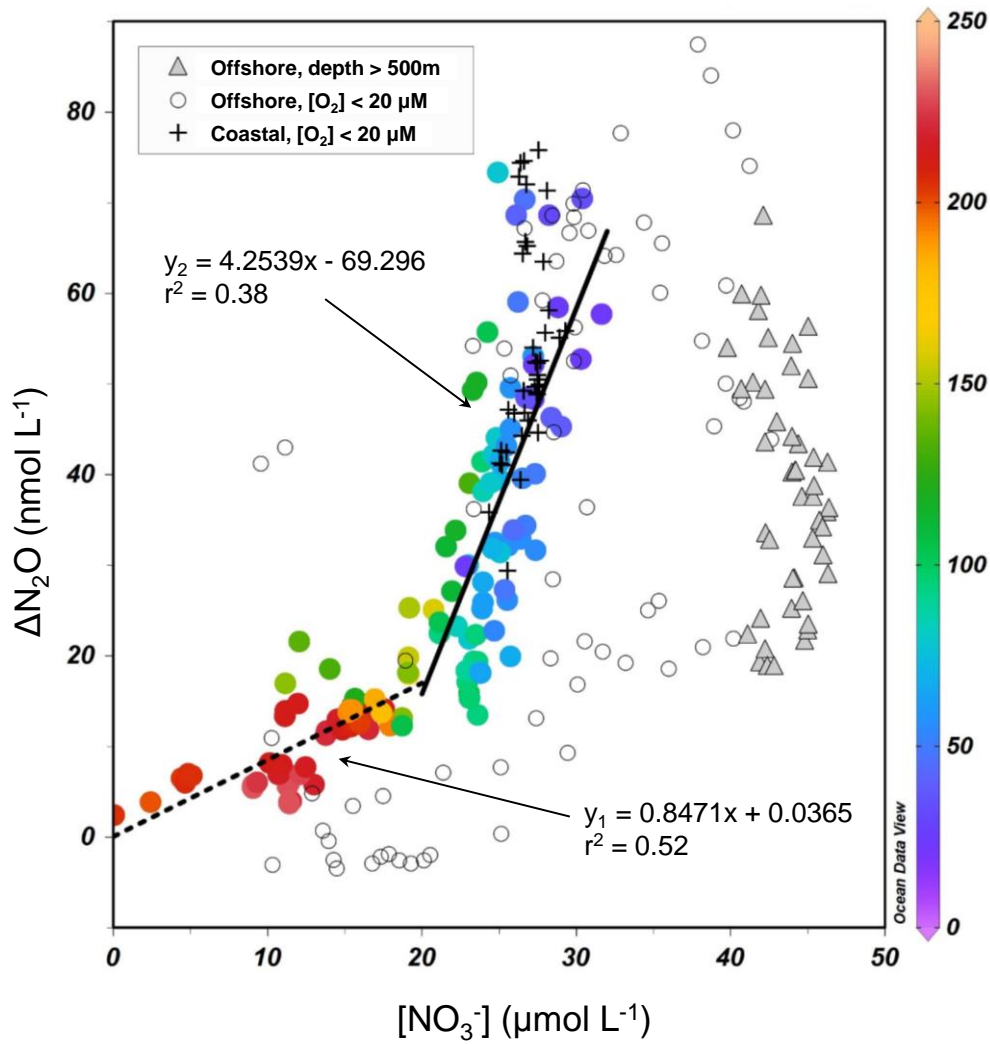 Offshore, depth > 500m
Offshore, [O₂] < 20 μM
Coastal, [O₂] < 20 μM
y₂ = 4.2539x - 69.296
r² = 0.38
y₁ = 0.8471x + 0.0365
r² = 0.52
ΔN₂O (nmol L⁻¹)
80
60
40
20
0
0 10 20 30 40 50
[NO₃⁻] (μmol L⁻¹)
250
200
150
100
50
0
Ocean Data View